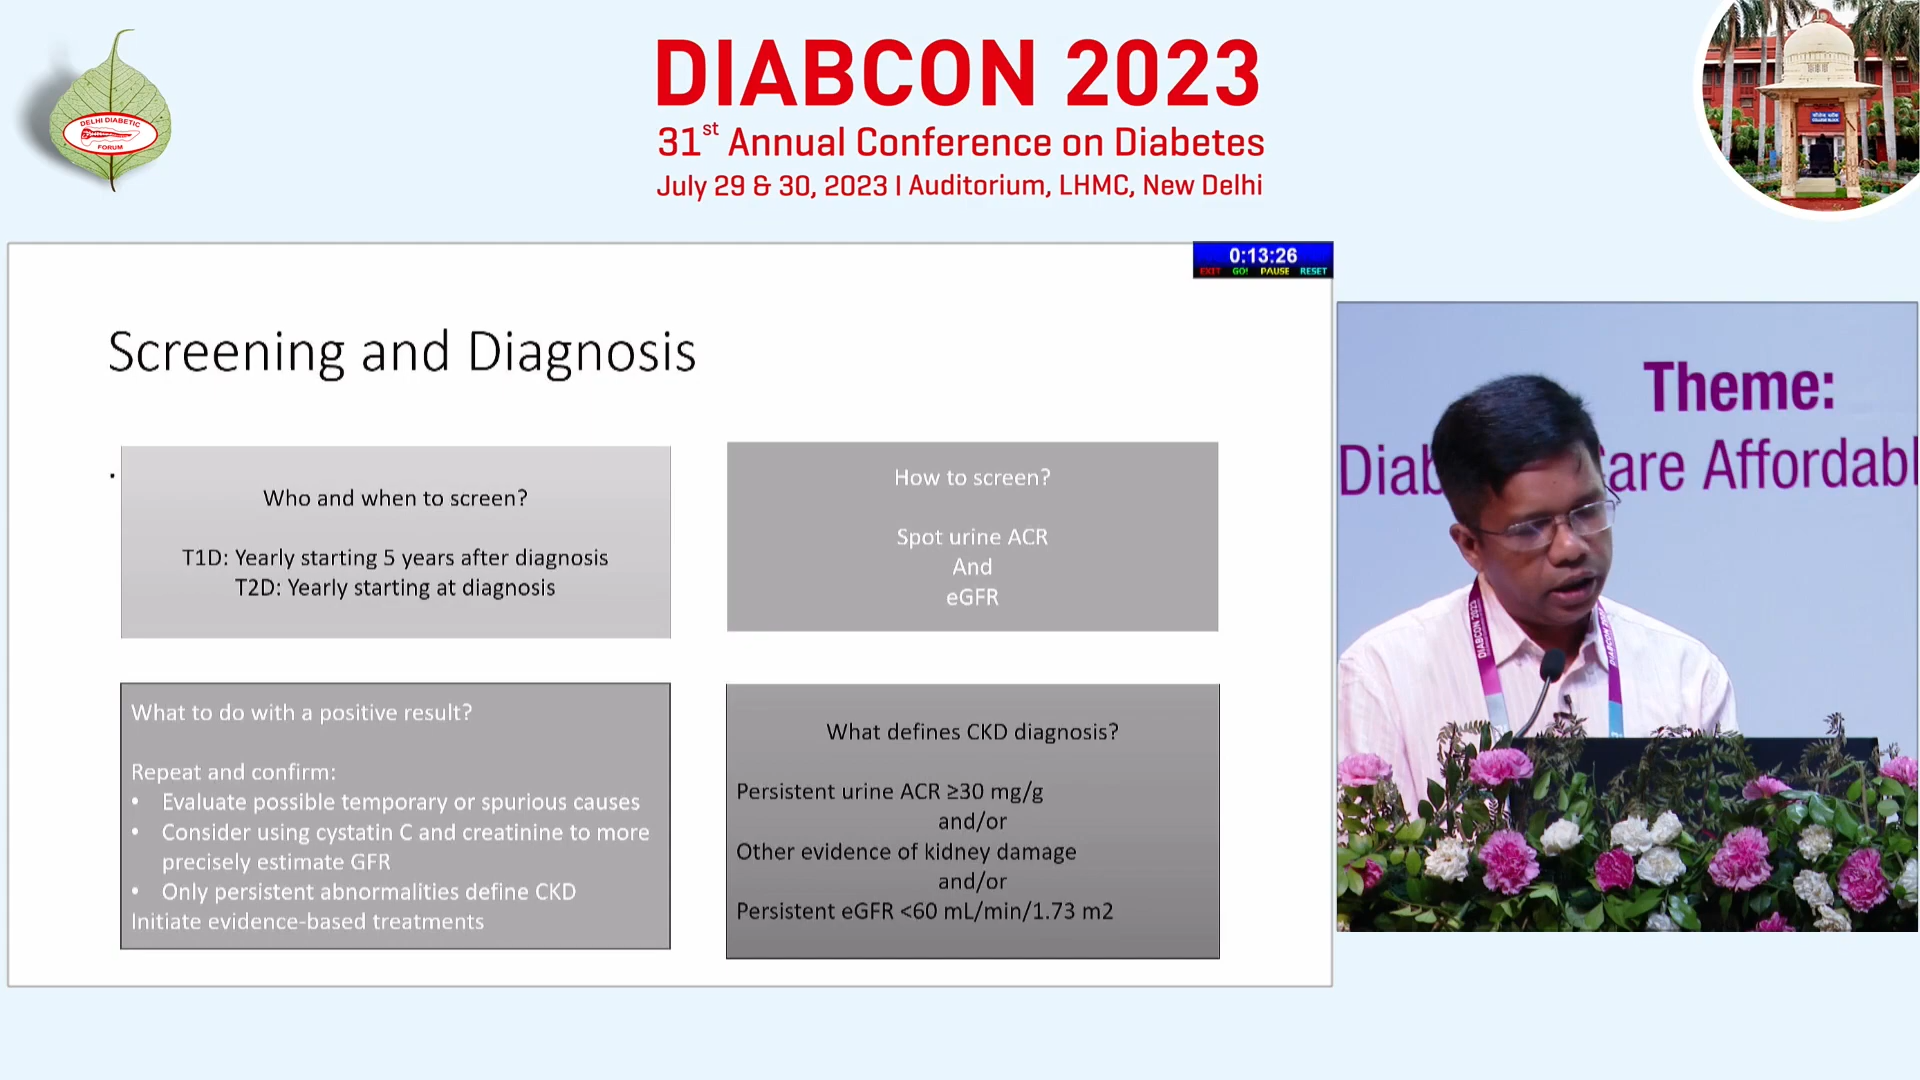 DELHI DIABETIC
FORUM
DIABCON 2023
31st Annual Conference on Diabetes
July 29 & 30, 2023 | Auditorium, LHMC, New Delhi
0:13:26
EXIT GO! PAUSE RESET
Screening and Diagnosis
Who and when to screen?
T1D: Yearly starting 5 years after diagnosis
T2D: Yearly starting at diagnosis
How to screen?
Spot urine ACR
And
eGFR
What to do with a positive result?
Repeat and confirm:
• Evaluate possible temporary or spurious causes
• Consider using cystatin C and creatinine to more
precisely estimate GFR
• Only persistent abnormalities define CKD
Initiate evidence-based treatments
What defines CKD diagnosis?
Persistent urine ACR ≥30 mg/g
and/or
Other evidence of kidney damage
and/or
Persistent eGFR <60 mL/min/1.73 m2
Theme:
Diab are Affordabl
DIABCON 2023
DIABCON 2023